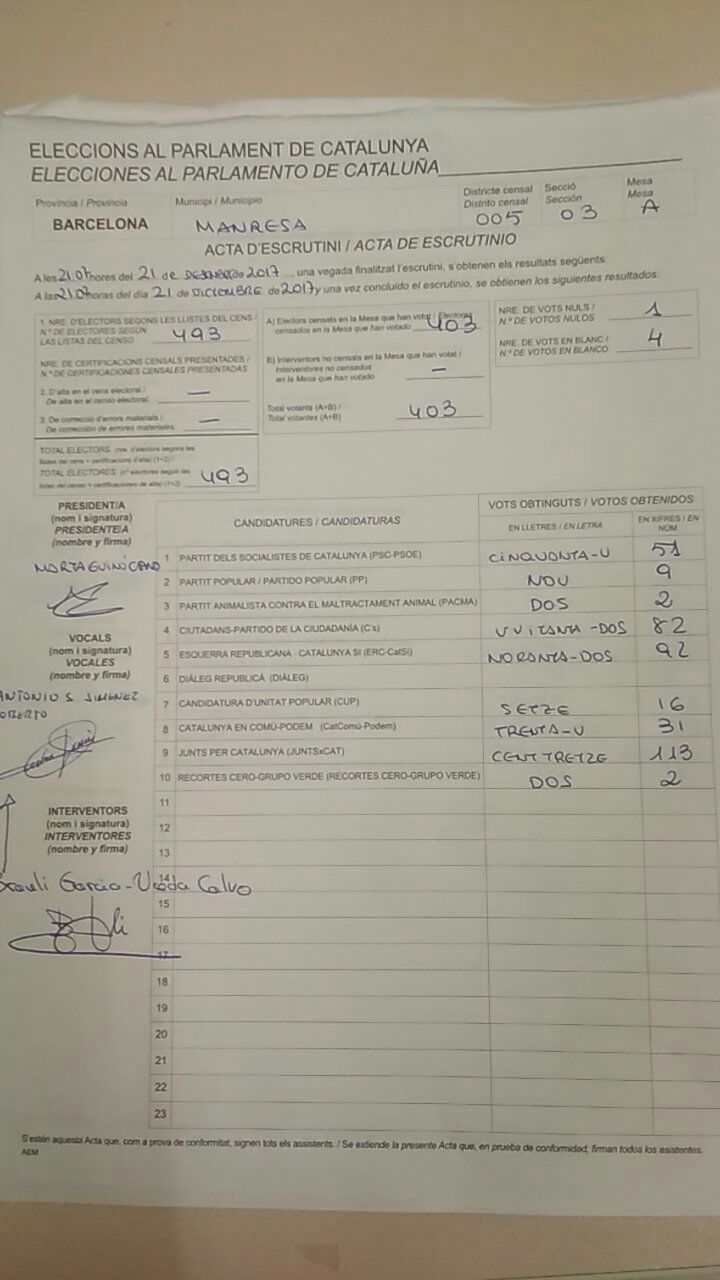 ELECCIONS AL PARLAMENT DE CATALUNYA
ELECCIONES AL PARLAMENTO DE CATALUÑA
Província / Provincia
Municipi / Municipio
Districte censal
Distrito censal
Secció
Sección
Mesa
Mesa
BARCELONA
MANRESA
005
03
A
ACTA D'ESCRUTINI / ACTA DE ESCRUTINIO
A les 21.07 hores del 21 de de 2017 , una vegada finalitzat l'escrutini, s'obtenen els resultats següents:
A las 21.07 horas del día 21 de DICIEMBRE de 2017 y una vez concluido el escrutinio, se obtienen los siguientes resultados:
1. NRE. D'ELECTORS SEGONS LES LLISTES DEL CENS /
N.º DE ELECTORES SEGÚN
LAS LISTAS DEL CENSO
493
NRE. DE CERTIFICACIONS CENSALS PRESENTADES /
N.º DE CERTIFICACIONES CENSALES PRESENTADAS
2. D'alta en el cens electoral /
De alta en el censo electoral:
—
3. De correcció d'errors materials /
De corrección de errores materiales
—
TOTAL ELECTORS: (nre. d'electors segons les
llistes del cens + certificacions d'alta) (1+2) /
TOTAL ELECTORES: (nº electores según las
listas del censo + certificaciones de alta) (1+2)
493
A) Electors censats en la Mesa que han votat / Electores
censados en la Mesa que han votado
403
B) Interventors no censats en la Mesa que han votat /
Interventores no censados
en la Mesa que han votado
—
Total votants (A+B) /
Total votantes (A+B)
403
NRE. DE VOTS NULS /
N.º DE VOTOS NULOS
1
NRE. DE VOTS EN BLANC /
N.º DE VOTOS EN BLANCO
4
PRESIDENT/A
(nom i signatura)
PRESIDENTE/A
(nombre y firma)
VOCALS
(nom i signatura)
VOCALES
(nombre y firma)
ANTONIO S. JIMENEZ
INTERVENTORS
(nom i signatura)
INTERVENTORES
(nombre y firma)
Garcia-Ubeda Calvo
CANDIDATURES / CANDIDATURAS
VOTS OBTINGUTS / VOTOS OBTENIDOS
EN LLETRES / EN LETRA
EN XIFRES / EN NÚM.
1 PARTIT DELS SOCIALISTES DE CATALUNYA (PSC-PSOE) CINQUANTA-U 51
2 PARTIT POPULAR / PARTIDO POPULAR (PP) NOU 9
3 PARTIT ANIMALISTA CONTRA EL MALTRACTAMENT ANIMAL (PACMA) DOS 2
4 CIUTADANS-PARTIDO DE LA CIUDADANÍA (C's) VUITANTA-DOS 82
5 ESQUERRA REPUBLICANA - CATALUNYA SÍ (ERC-CatSí) NORANTA-DOS 92
6 DIÀLEG REPUBLICÀ (DIÀLEG)
7 CANDIDATURA D'UNITAT POPULAR (CUP) SETZE 16
8 CATALUNYA EN COMÚ-PODEM (CatComú-Podem) TRENTA-U 31
9 JUNTS PER CATALUNYA (JUNTSxCAT) CENT TRETZE 113
10 RECORTES CERO-GRUPO VERDE (RECORTES CERO-GRUPO VERDE) DOS 2
11
12
13
14
15
16
17
18
19
20
21
22
23
S'estén aquesta Acta que, com a prova de conformitat, signen tots els assistents. / Se extiende la presente Acta que, en prueba de conformidad, firman todos los asistentes.
AEM